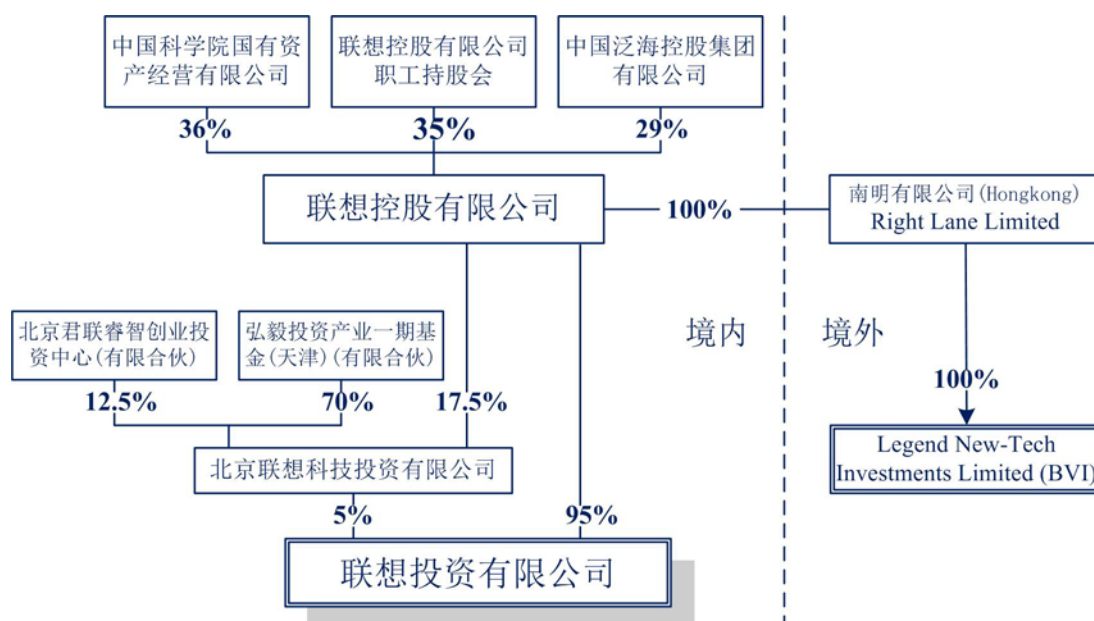 中国科学院国有资
产经营有限公司
联想控股有限公司
职工持股会
中国泛海控股集团
有限公司
36%
35%
29%
联想控股有限公司
100%
南明有限公司(Hongkong)
Right Lane Limited
北京君联睿智创业投
资中心(有限合伙)
弘毅投资产业一期基
金(天津)(有限合伙)
境内
境外
12.5%
70%
17.5%
100%
北京联想科技投资有限公司
Legend New-Tech
Investments Limited (BVI)
5%
95%
联想投资有限公司